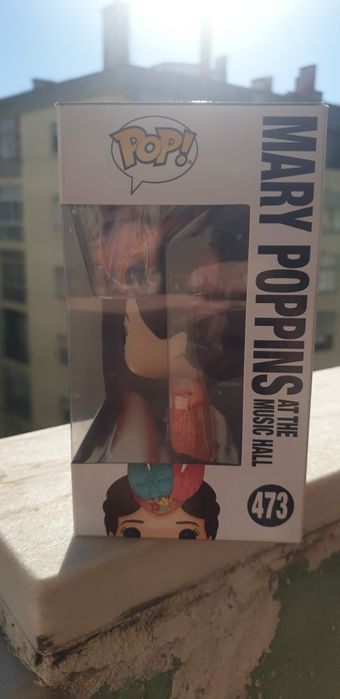 POP!
MARY POPPINS
AT THE
MUSIC HALL
473